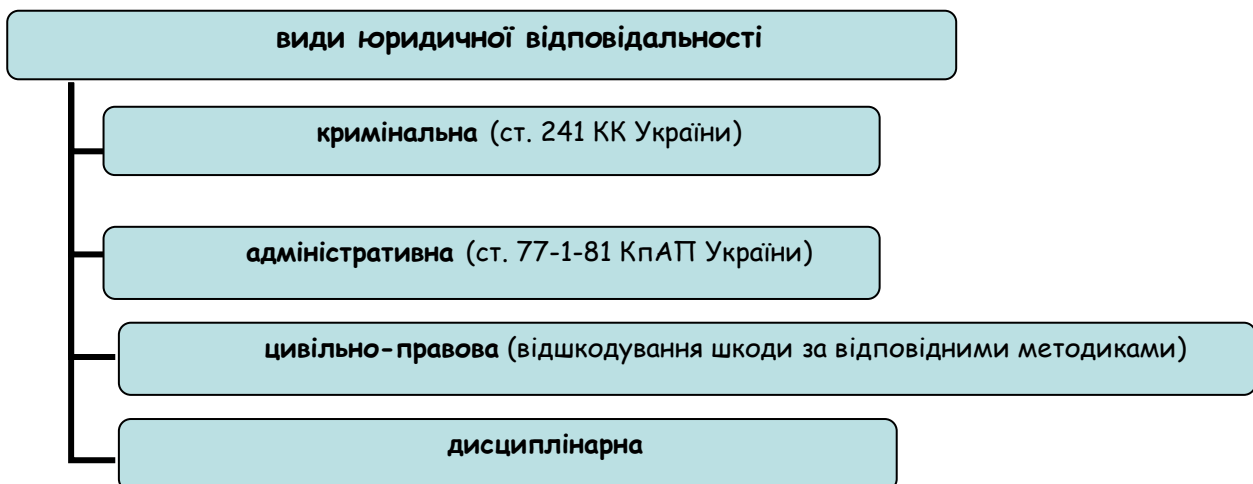 види юридичної відповідальності
кримінальна (ст. 241 КК України)
адміністративна (ст. 77-1-81 КпАП України)
цивільно-правова (відшкодування шкоди за відповідними методиками)
дисциплінарна